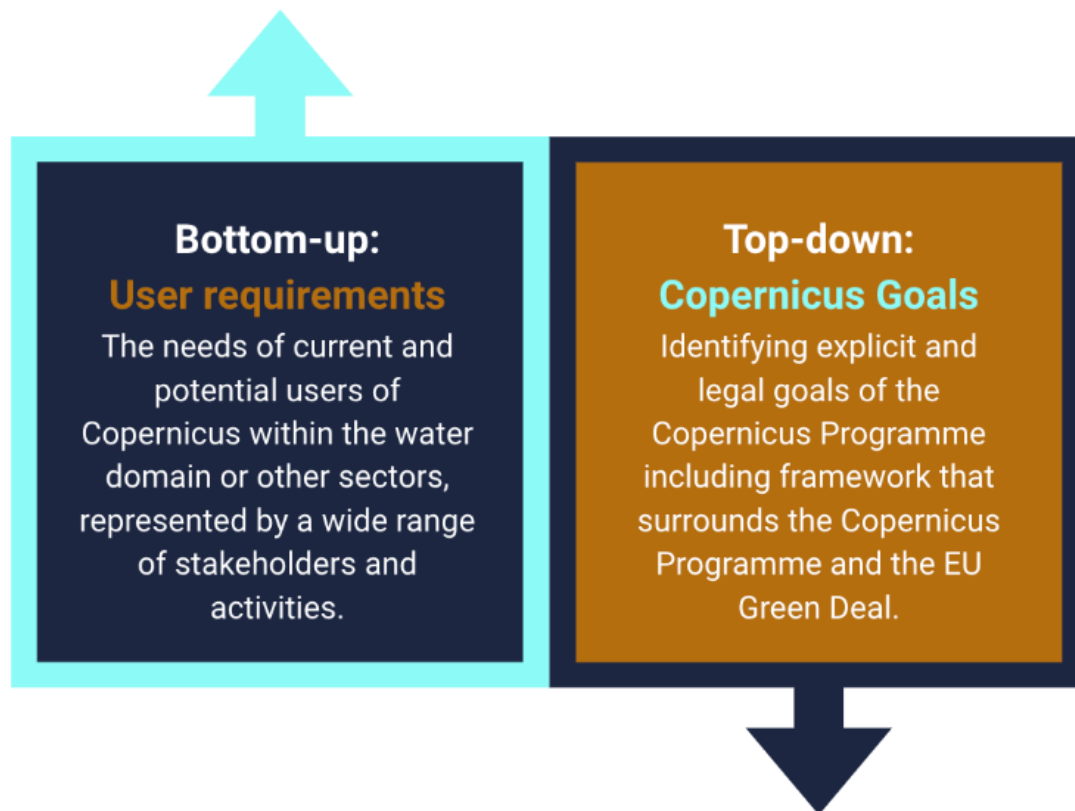 Bottom-up:
User requirements
The needs of current and
potential users of
Copernicus within the water
domain or other sectors,
represented by a wide range
of stakeholders and
activities.
Top-down:
Copernicus Goals
Identifying explicit and
legal goals of the
Copernicus Programme
including framework that
surrounds the Copernicus
Programme and the EU
Green Deal.